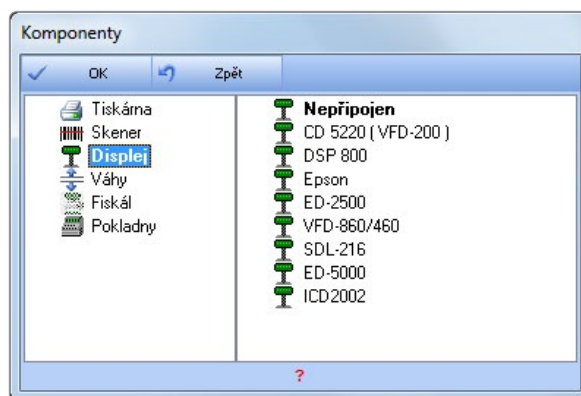 Komponenty
OK Zpět
Tiskárna
Skener
Displej
Váhy
Fiskál
Pokladny
Nepřipojen
CD 5220 ( VFD-200 )
DSP 800
Epson
ED-2500
VFD-860/460
SDL-216
ED-5000
ICD2002
?